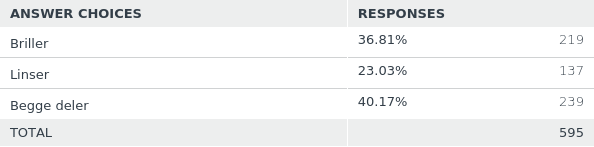 ANSWER CHOICES RESPONSES
Briller 36.81% 219
Linser 23.03% 137
Begge deler 40.17% 239
TOTAL 595